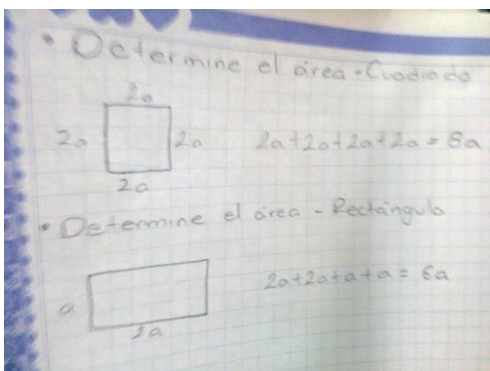 • Determine el área - Cuadrado
2a
2a 2a 2a+2a+2a+2a = 8a
2a
• Determine el área - Rectángulo
2a+2a+a+a = 6a
a
2a